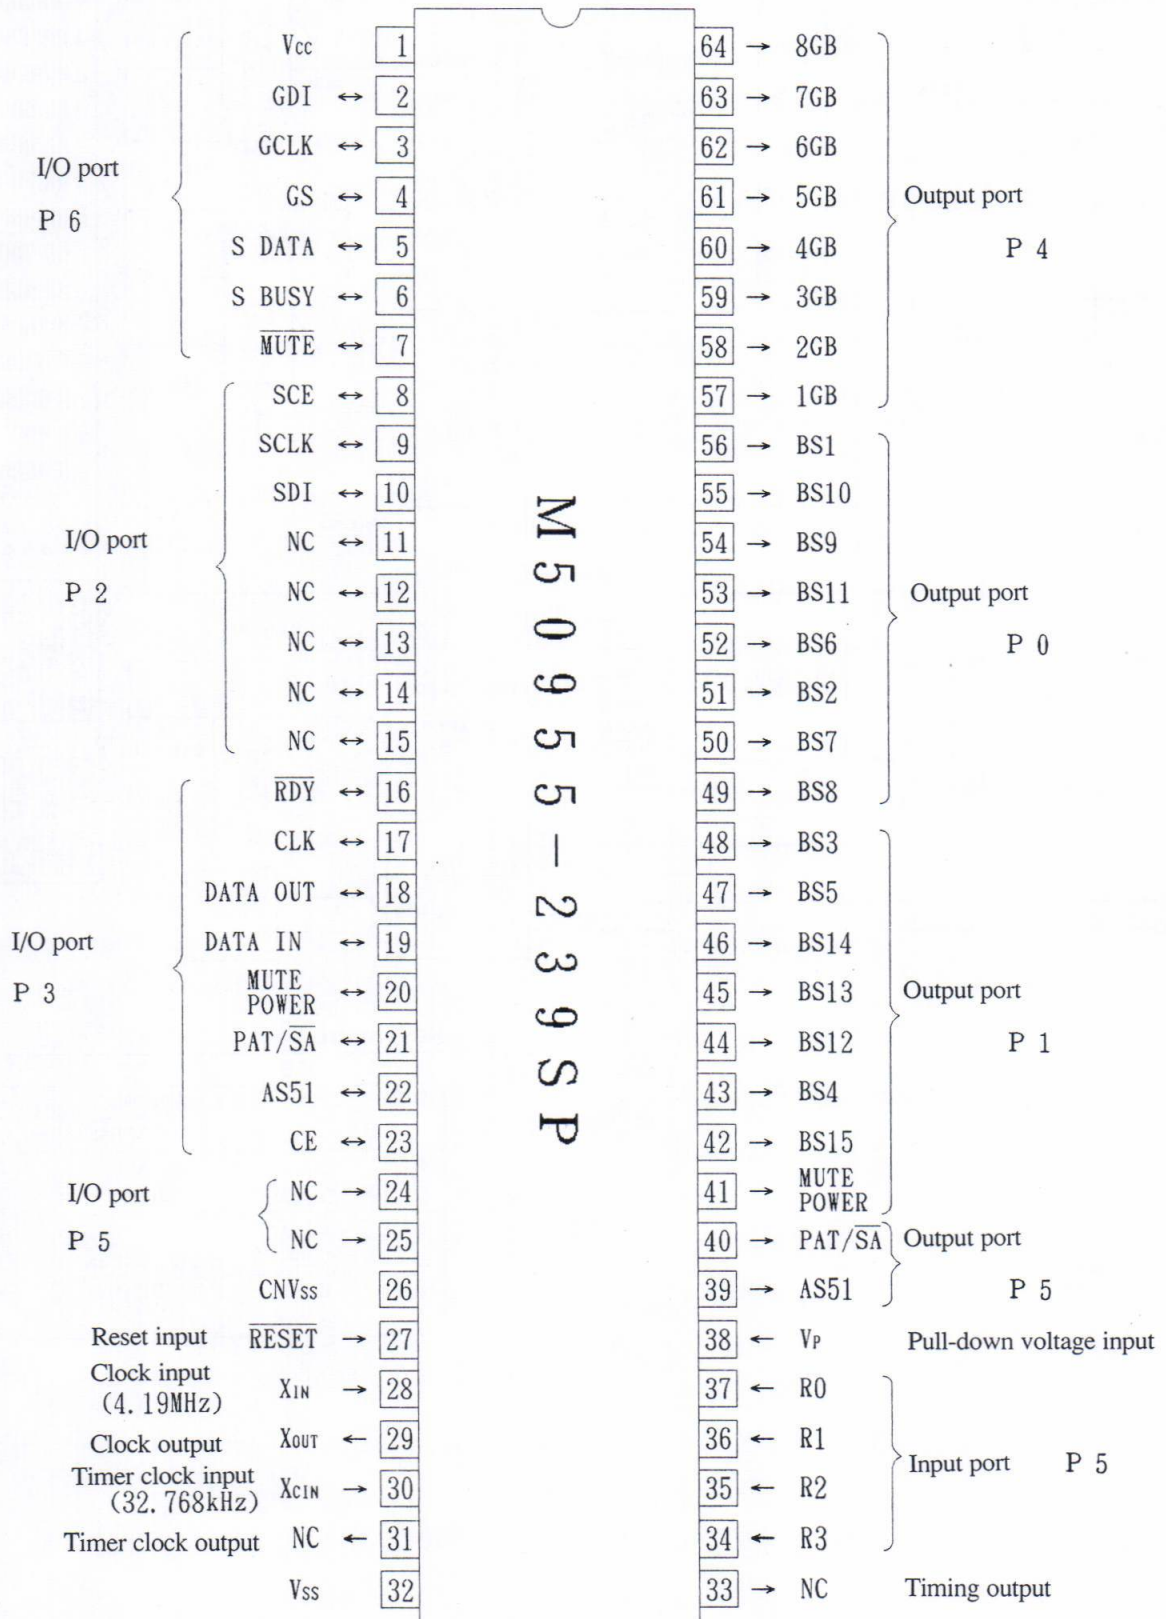 Vcc 1 64 → 8GB
GDI ↔ 2 63 → 7GB
GCLK ↔ 3 62 → 6GB
I/O port
GS ↔ 4 61 → 5GB Output port
P 6
S DATA ↔ 5 60 → 4GB P 4
S BUSY ↔ 6 59 → 3GB
M̅U̅T̅E̅ ↔ 7 58 → 2GB
SCE ↔ 8 57 → 1GB
SCLK ↔ 9 56 → BS1
SDI ↔ 10 55 → BS10
I/O port NC ↔ 11 54 → BS9
P 2 NC ↔ 12 53 → BS11 Output port
NC ↔ 13 52 → BS6 P 0
NC ↔ 14 51 → BS2
NC ↔ 15 50 → BS7
R̅D̅Y̅ ↔ 16 49 → BS8
CLK ↔ 17 48 → BS3
DATA OUT ↔ 18 47 → BS5
I/O port DATA IN ↔ 19 46 → BS14
P 3 MUTE POWER ↔ 20 45 → BS13 Output port
PAT/S̅A̅ ↔ 21 44 → BS12 P 1
AS51 ↔ 22 43 → BS4
CE ↔ 23 42 → BS15
I/O port NC → 24 41 → MUTE POWER
P 5 NC → 25 40 → PAT/S̅A̅ Output port
CNVss 26 39 → AS51 P 5
Reset input R̅E̅S̅E̅T̅ → 27 38 ← VP Pull-down voltage input
Clock input
(4.19MHz) XIN → 28 37 ← R0
Clock output XOUT ← 29 36 ← R1
Input port P 5
Timer clock input
(32.768kHz) XCIN → 30 35 ← R2
Timer clock output NC ← 31 34 ← R3
Vss 32 33 → NC Timing output
M50955-239SP